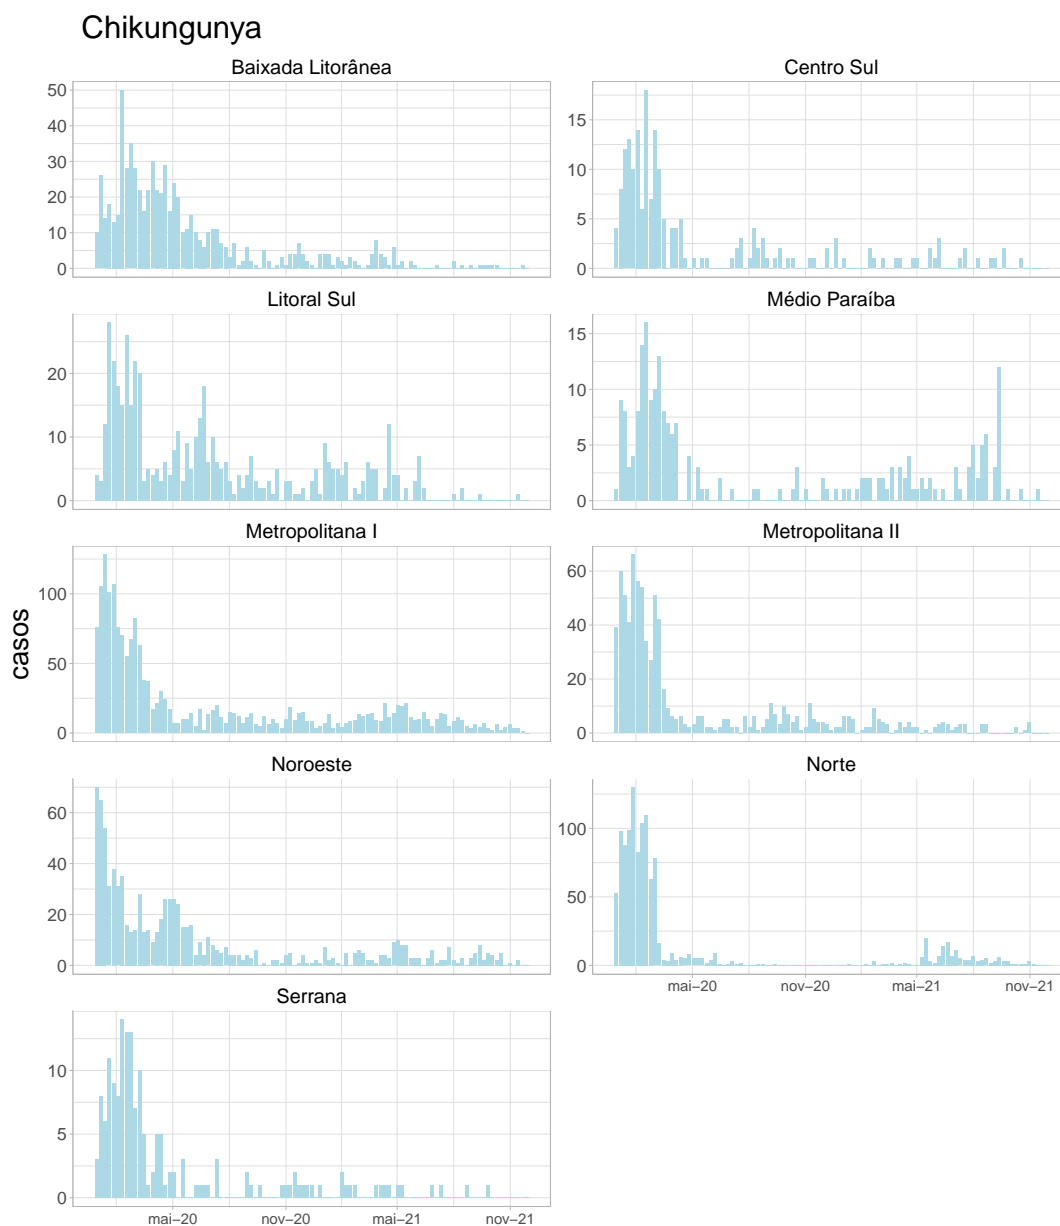 Chikungunya
Baixada Litorânea
Centro Sul
50
40
30
20
10
0
15
10
5
0
Litoral Sul
Médio Paraíba
20
10
0
15
10
5
0
Metropolitana I
Metropolitana II
100
50
0
60
40
20
0
casos
Noroeste
Norte
60
40
20
0
100
50
0
mai–20 nov–20 mai–21 nov–21
Serrana
10
5
0
mai–20 nov–20 mai–21 nov–21